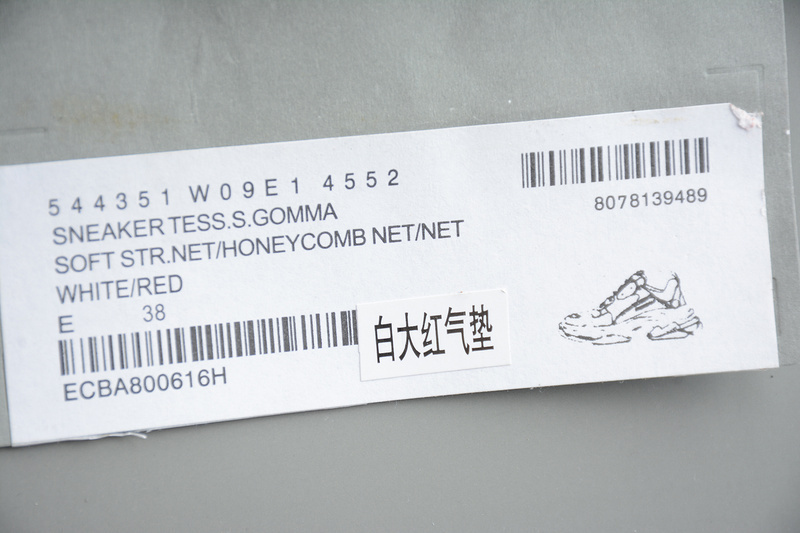 544351 W09E1 4552
SNEAKER TESS.S.GOMMA
SOFT STR.NET/HONEYCOMB NET/NET
WHITE/RED
E 38
ECBA800616H
白大红气垫
8078139489